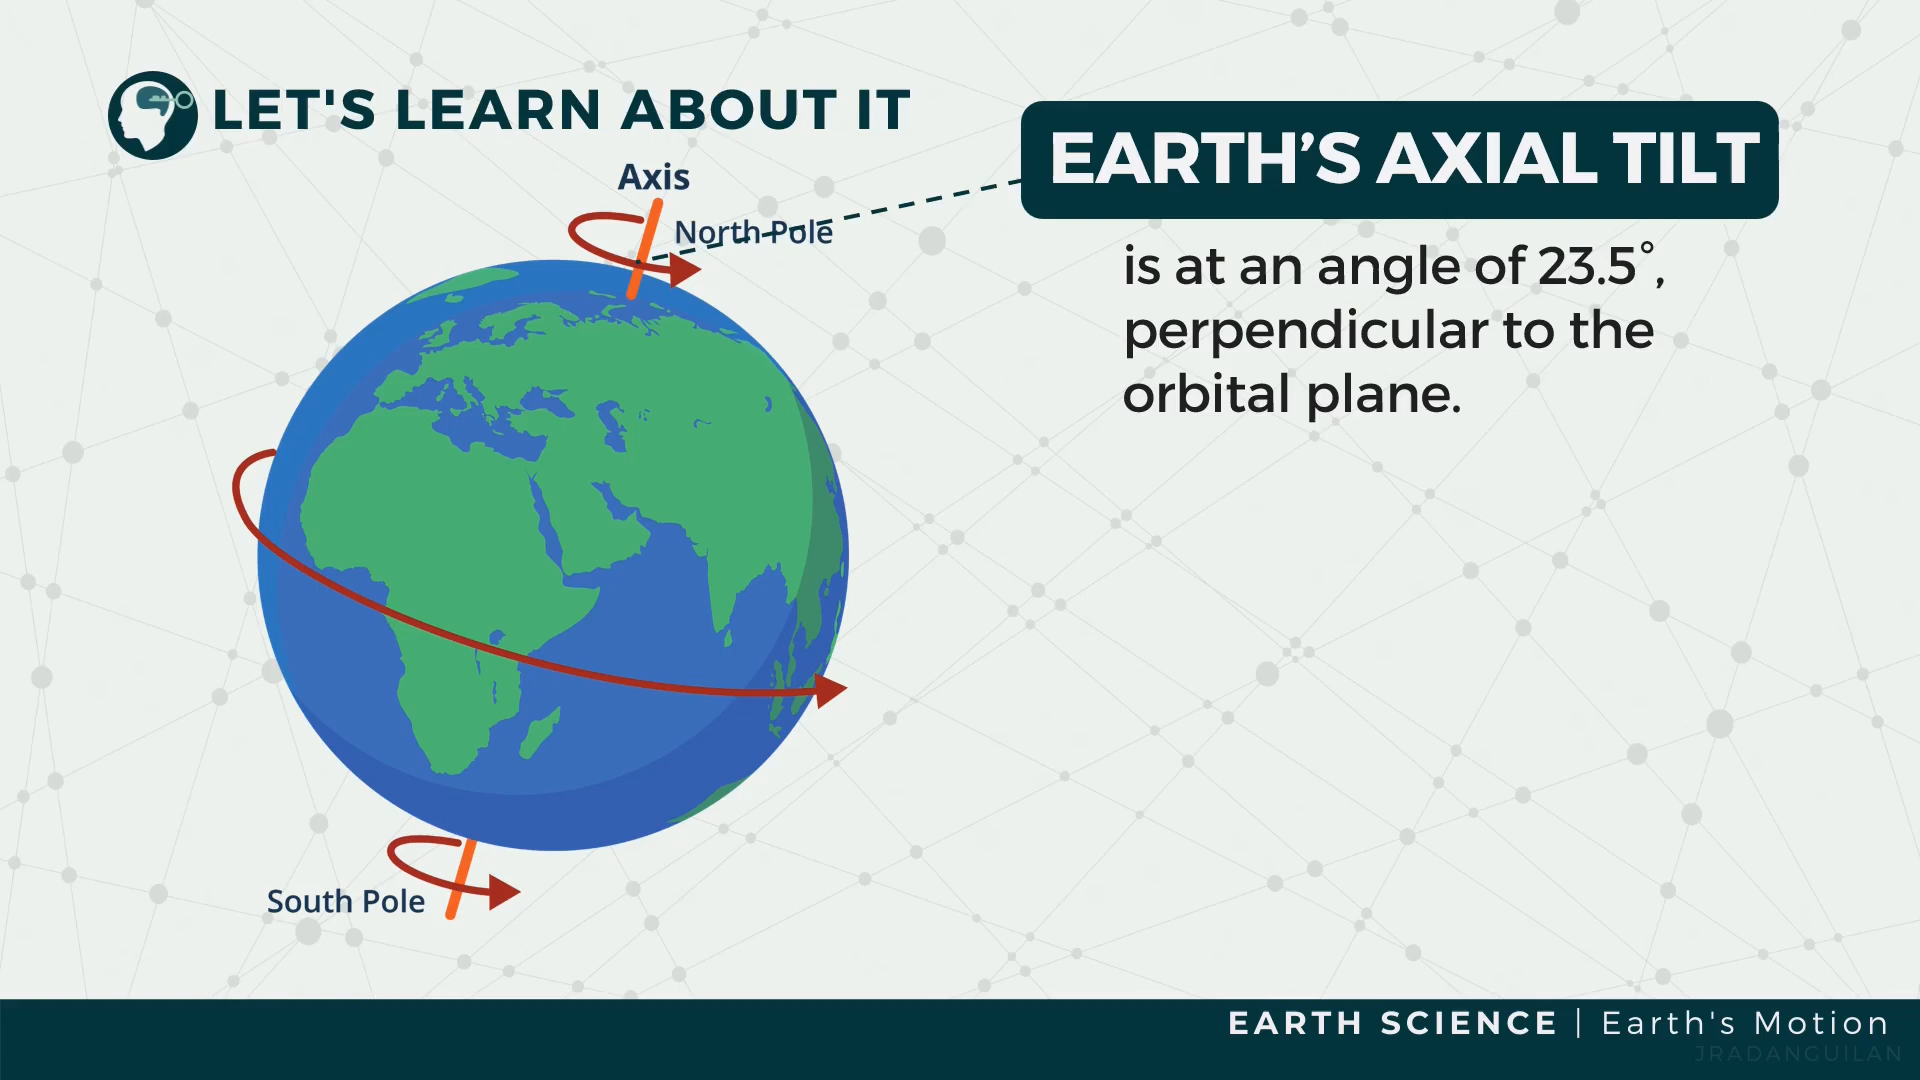 LET'S LEARN ABOUT IT
EARTH’S AXIAL TILT
Axis
North Pole
is at an angle of 23.5°,
perpendicular to the
orbital plane.
South Pole
EARTH SCIENCE | Earth's Motion
JRADANGUILAN